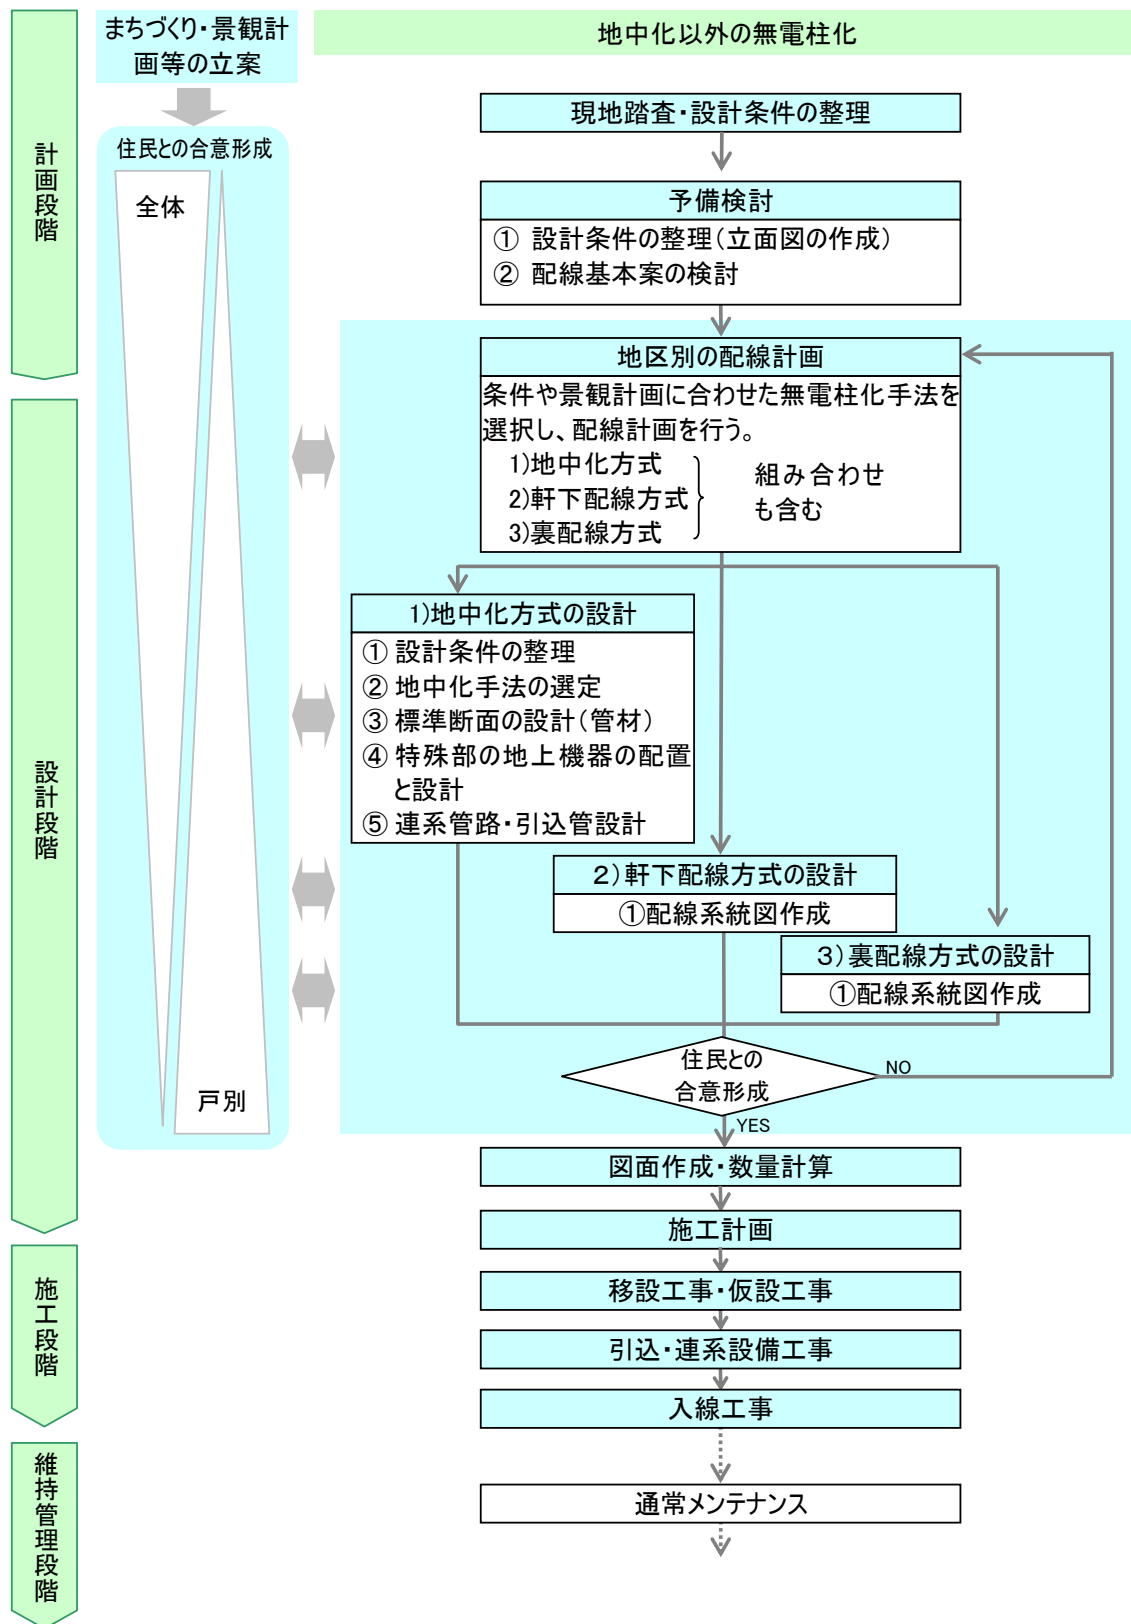 まちづくり・景観計
画等の立案
地中化以外の無電柱化
計画段階
住民との合意形成
全体
戸別
現地踏査・設計条件の整理
予備検討
① 設計条件の整理（立面図の作成）
② 配線基本案の検討
地区別の配線計画
条件や景観計画に合わせた無電柱化手法を
選択し、配線計画を行う。
1)地中化方式
2)軒下配線方式
3)裏配線方式
組み合わせ
も含む
設計段階
1)地中化方式の設計
① 設計条件の整理
② 地中化手法の選定
③ 標準断面の設計（管材）
④ 特殊部の地上機器の配置
と設計
⑤ 連系管路・引込管設計
2）軒下配線方式の設計
①配線系統図作成
3）裏配線方式の設計
①配線系統図作成
住民との
合意形成
NO
YES
図面作成・数量計算
施工計画
施工段階
移設工事・仮設工事
引込・連系設備工事
入線工事
維持管理段階
通常メンテナンス